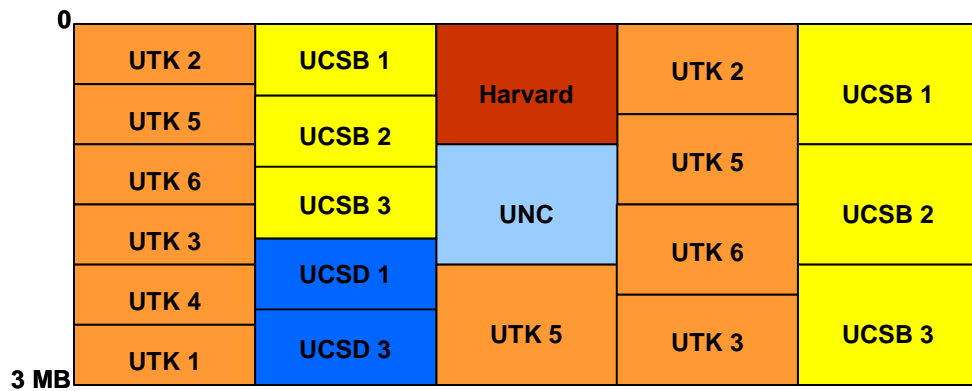 0
UTK 2
UTK 5
UTK 6
UTK 3
UTK 4
UTK 1
3 MB
UCSB 1
UCSB 2
UCSB 3
UCSD 1
UCSD 3
Harvard
UNC
UTK 5
UTK 2
UTK 5
UTK 6
UTK 3
UCSB 1
UCSB 2
UCSB 3